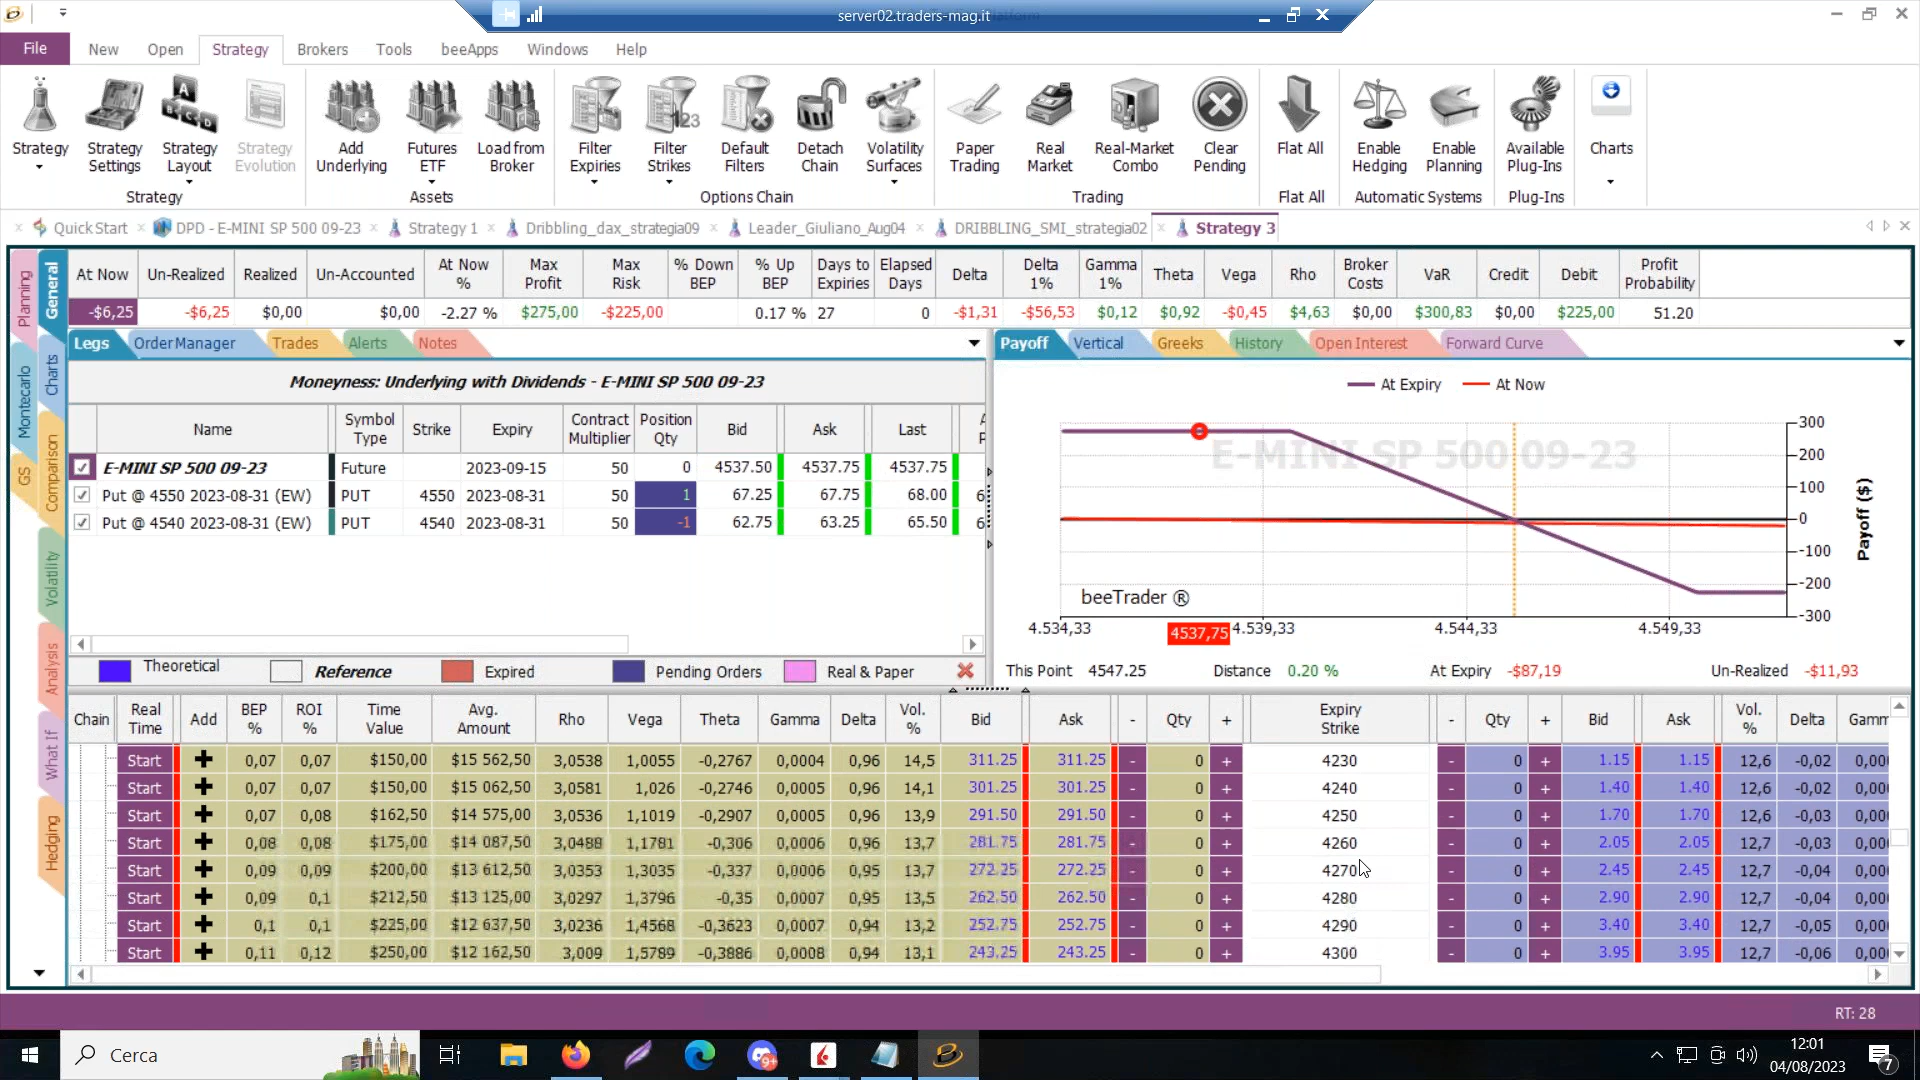 server02.traders-mag.it
File New Open Strategy Brokers Tools beeApps Windows Help
Strategy
Strategy Settings
Strategy Layout
Strategy Evolution
Add Underlying
Futures ETF
Load from Broker
Filter Expiries
Filter Strikes
Default Filters
Detach Chain
Volatility Surfaces
Paper Trading
Real Market
Real-Market Combo
Clear Pending
Flat All
Enable Hedging
Enable Planning
Available Plug-Ins
Charts
Strategy Assets Options Chain Trading Flat All Automatic Systems Plug-Ins
Quick Start DPD - E-MINI SP 500 09-23 Strategy 1 Dribbling_dax_strategia09 Leader_Giuliano_Aug04 DRIBBLING_SMI_strategia02 Strategy 3
Planning
Montecarlo
GS
General
Charts
Comparison
Volatility
Analysis
What If
Hedging
At Now Un-Realized Realized Un-Accounted At Now % Max Profit Max Risk % Down BEP % Up BEP Days to Expiries Elapsed Days Delta Delta 1% Gamma 1% Theta Vega Rho Broker Costs VaR Credit Debit Profit Probability
-$6,25 -$6,25 $0,00 $0,00 -2.27 % $275,00 -$225,00 0.17 % 27 0 -$1,31 -$56,53 $0,12 $0,92 -$0,45 $4,63 $0,00 $300,83 $0,00 $225,00 51.20
Legs Order Manager Trades Alerts Notes
Moneyness: Underlying with Dividends - E-MINI SP 500 09-23
Name Symbol Type Strike Expiry Contract Multiplier Position Qty Bid Ask Last
E-MINI SP 500 09-23 Future 2023-09-15 50 0 4537.50 4537.75 4537.75
Put @ 4550 2023-08-31 (EW) PUT 4550 2023-08-31 50 1 67.25 67.75 68.00 6
Put @ 4540 2023-08-31 (EW) PUT 4540 2023-08-31 50 -1 62.75 63.25 65.50 6
Theoretical Reference Expired Pending Orders Real & Paper
Payoff Vertical Greeks History Open Interest Forward Curve
At Expiry At Now
E-MINI SP 500 09-23
300
200
100
0
-100
-200
-300
Payoff ($)
beeTrader ®
4.534,33 4537,75 4.539,33 4.544,33 4.549,33
This Point 4547.25 Distance 0.20 % At Expiry -$87,19 Un-Realized -$11,93
Chain Real Time Add BEP % ROI % Time Value Avg. Amount Rho Vega Theta Gamma Delta Vol. % Bid Ask - Qty + Expiry Strike - Qty + Bid Ask Vol. % Delta Gamm
Start 0,07 0,07 $150,00 $15 562,50 3,0538 1,0055 -0,2767 0,0004 0,96 14,5 311.25 311.25 - 0 + 4230 - 0 + 1.15 1.15 12,6 -0,02 0,00
Start 0,07 0,07 $150,00 $15 062,50 3,0581 1,026 -0,2746 0,0005 0,96 14,1 301.25 301.25 - 0 + 4240 - 0 + 1.40 1.40 12,6 -0,02 0,00
Start 0,07 0,08 $162,50 $14 575,00 3,0536 1,1019 -0,2907 0,0005 0,96 13,9 291.50 291.50 - 0 + 4250 - 0 + 1.70 1.70 12,6 -0,03 0,00
Start 0,08 0,08 $175,00 $14 087,50 3,0488 1,1781 -0,306 0,0006 0,96 13,7 281.75 281.75 - 0 + 4260 - 0 + 2.05 2.05 12,7 -0,03 0,00
Start 0,09 0,09 $200,00 $13 612,50 3,0353 1,3035 -0,337 0,0006 0,95 13,7 272.25 272.25 - 0 + 4270 - 0 + 2.45 2.45 12,7 -0,04 0,00
Start 0,09 0,1 $212,50 $13 125,00 3,0297 1,3796 -0,35 0,0007 0,95 13,5 262.50 262.50 - 0 + 4280 - 0 + 2.90 2.90 12,7 -0,04 0,00
Start 0,1 0,1 $225,00 $12 637,50 3,0236 1,4568 -0,3623 0,0007 0,94 13,2 252.75 252.75 - 0 + 4290 - 0 + 3.40 3.40 12,7 -0,05 0,00
Start 0,11 0,12 $250,00 $12 162,50 3,009 1,5789 -0,3886 0,0008 0,94 13,1 243.25 243.25 - 0 + 4300 - 0 + 3.95 3.95 12,7 -0,06 0,00
RT: 28
Cerca
9+
12:01
04/08/2023
7